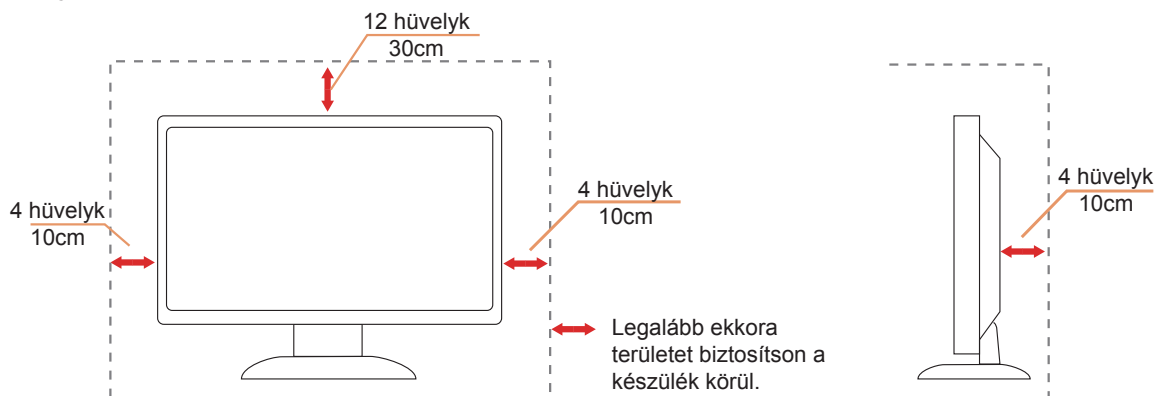 12 hüvelyk
30cm
4 hüvelyk
10cm
4 hüvelyk
10cm
4 hüvelyk
10cm
Legalább ekkora
területet biztosítson a
készülék körül.